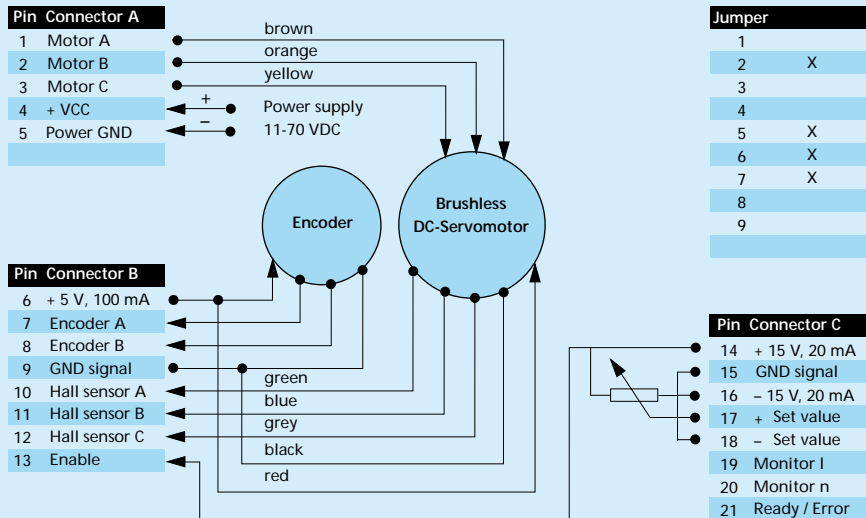 Pin Connector A
1 Motor A
2 Motor B
3 Motor C
4 + VCC
5 Power GND
brown
orange
yellow
+ Power supply
– 11-70 VDC
Jumper
1
2 X
3
4
5 X
6 X
7 X
8
9
Encoder
Brushless
DC-Servomotor
Pin Connector B
6 + 5 V, 100 mA
7 Encoder A
8 Encoder B
9 GND signal
10 Hall sensor A
11 Hall sensor B
12 Hall sensor C
13 Enable
green
blue
grey
black
red
Pin Connector C
14 + 15 V, 20 mA
15 GND signal
16 – 15 V, 20 mA
17 + Set value
18 – Set value
19 Monitor I
20 Monitor n
21 Ready / Error